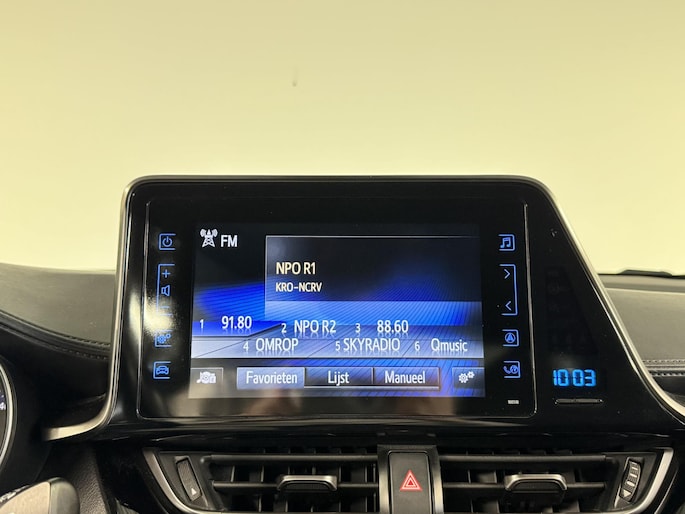 FM
NPO R1
KRO-NCRV
1 91.80 2 NPO R2 3 88.60
4 OMROP 5 SKYRADIO 6 Qmusic
Favorieten Lijst Manueel
10:03